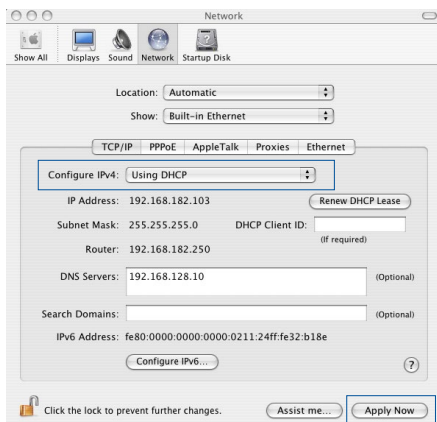 Network
Show All Displays Sound Network Startup Disk
Location: Automatic
Show: Built-in Ethernet
TCP/IP PPPoE AppleTalk Proxies Ethernet
Configure IPv4: Using DHCP
IP Address: 192.168.182.103 Renew DHCP Lease
Subnet Mask: 255.255.255.0 DHCP Client ID:
(If required)
Router: 192.168.182.250
DNS Servers: 192.168.128.10 (Optional)
Search Domains: (Optional)
IPv6 Address: fe80:0000:0000:0000:0211:24ff:fe32:b18e
Configure IPv6... ?
Click the lock to prevent further changes. Assist me... Apply Now